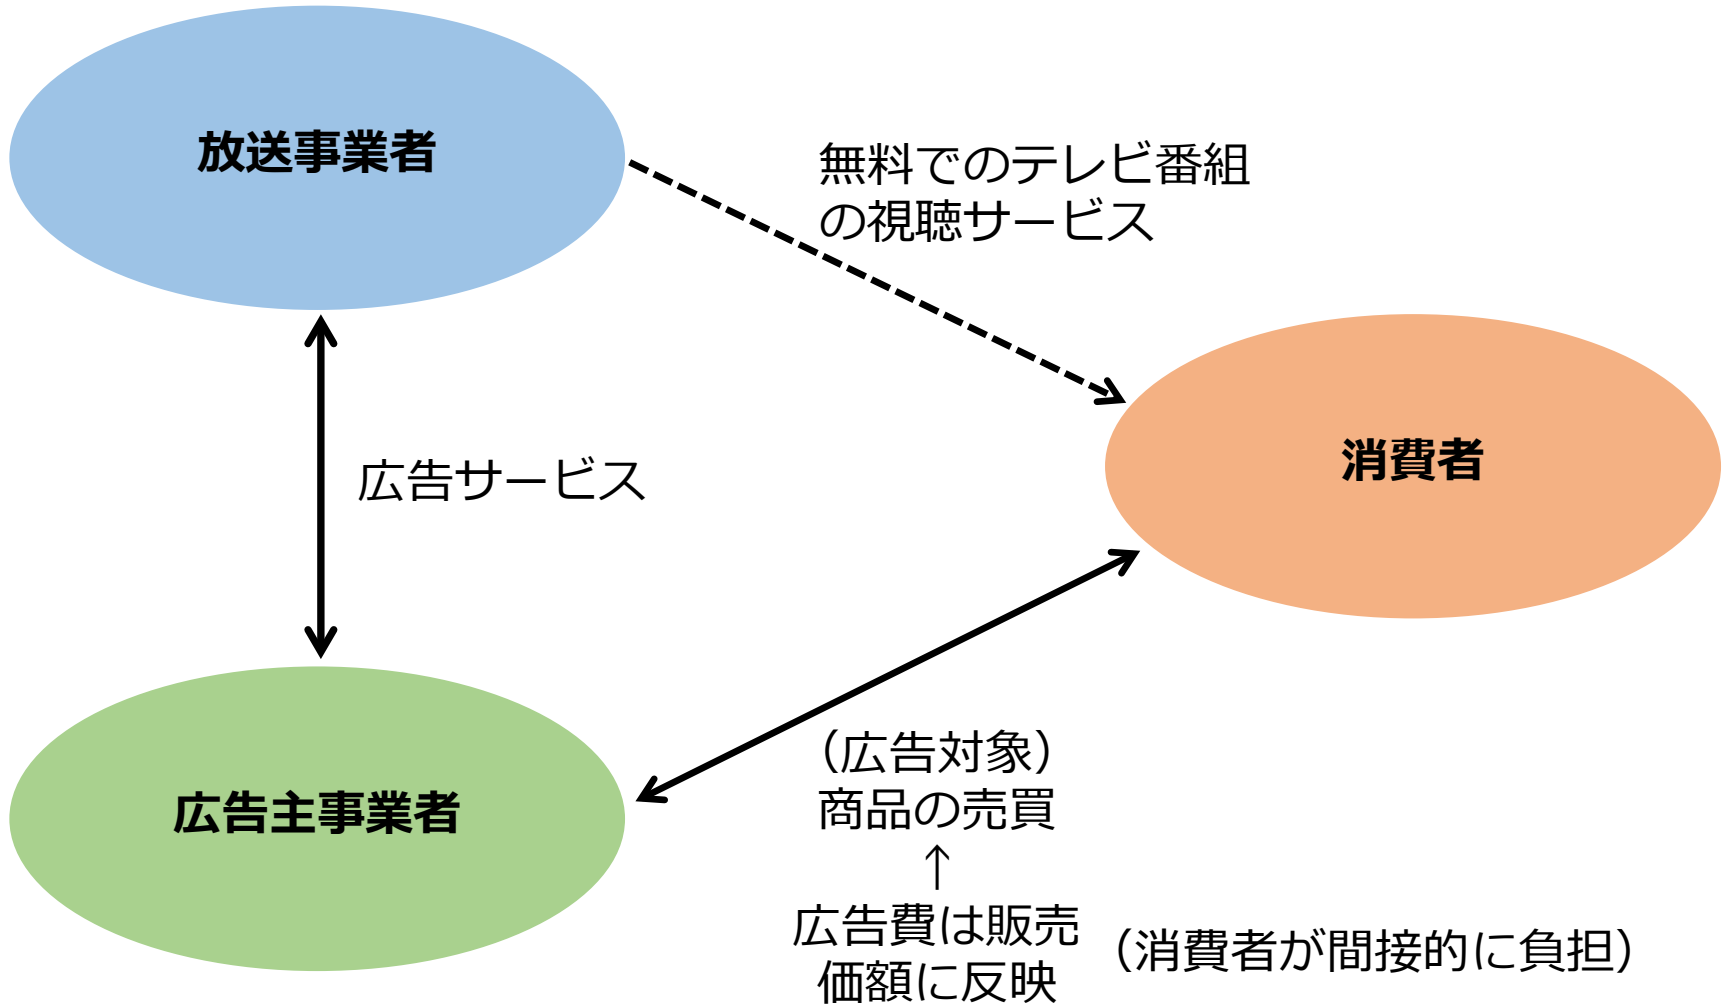 放送事業者
無料でのテレビ番組
の視聴サービス
消費者
広告サービス
広告主事業者
（広告対象）
商品の売買
↑
広告費は販売
価額に反映
（消費者が間接的に負担）